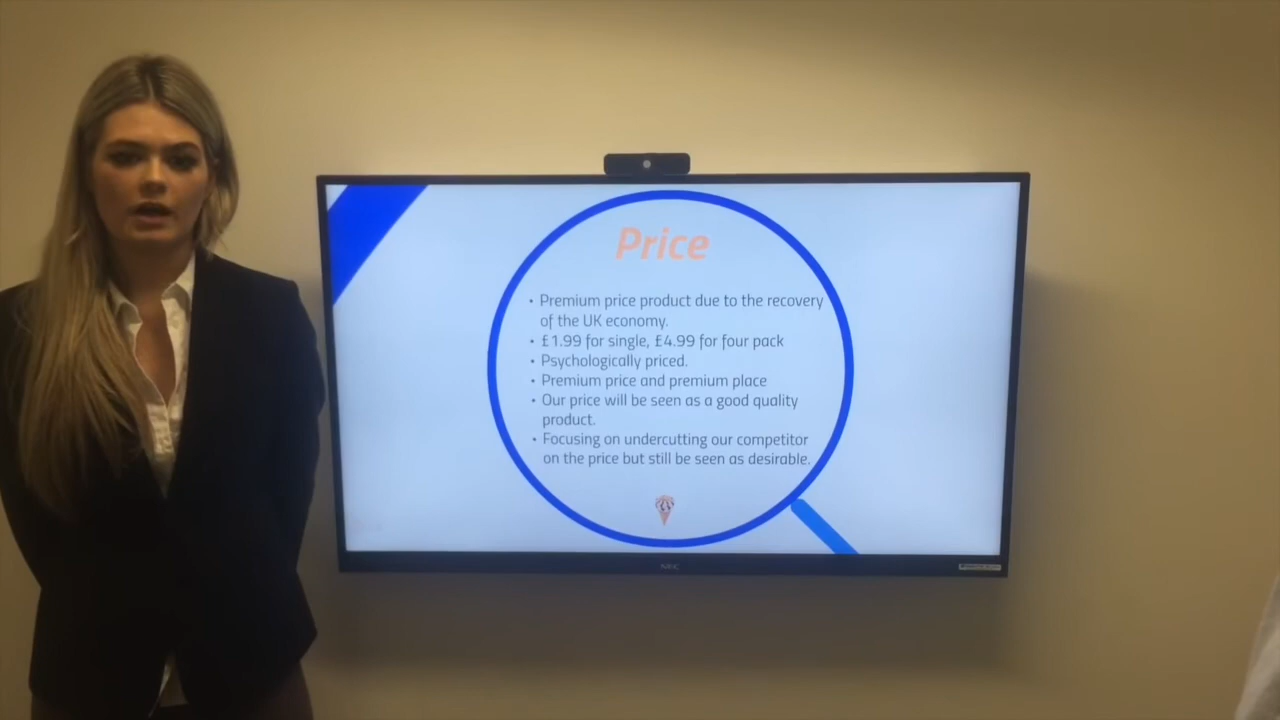 Price
• Premium price product due to the recovery
of the UK economy.
• £1.99 for single, £4.99 for four pack
• Psychologically priced.
• Premium price and premium place
• Our price will be seen as a good quality
product.
• Focusing on undercutting our competitor
on the price but still be seen as desirable.
NEC